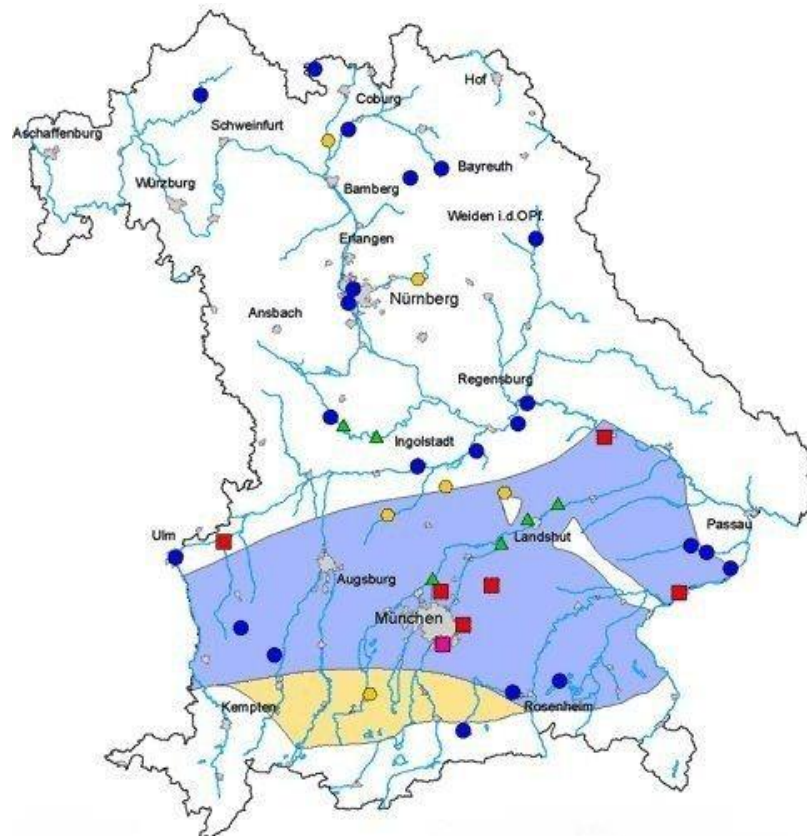 Hof
Coburg
Aschaffenburg
Schweinfurt
Bayreuth
Würzburg
Bamberg
Weiden i.d.OPf.
Erlangen
Nürnberg
Ansbach
Regensburg
Ingolstadt
Passau
Ulm
Landshut
Augsburg
München
Kempten
Rosenheim